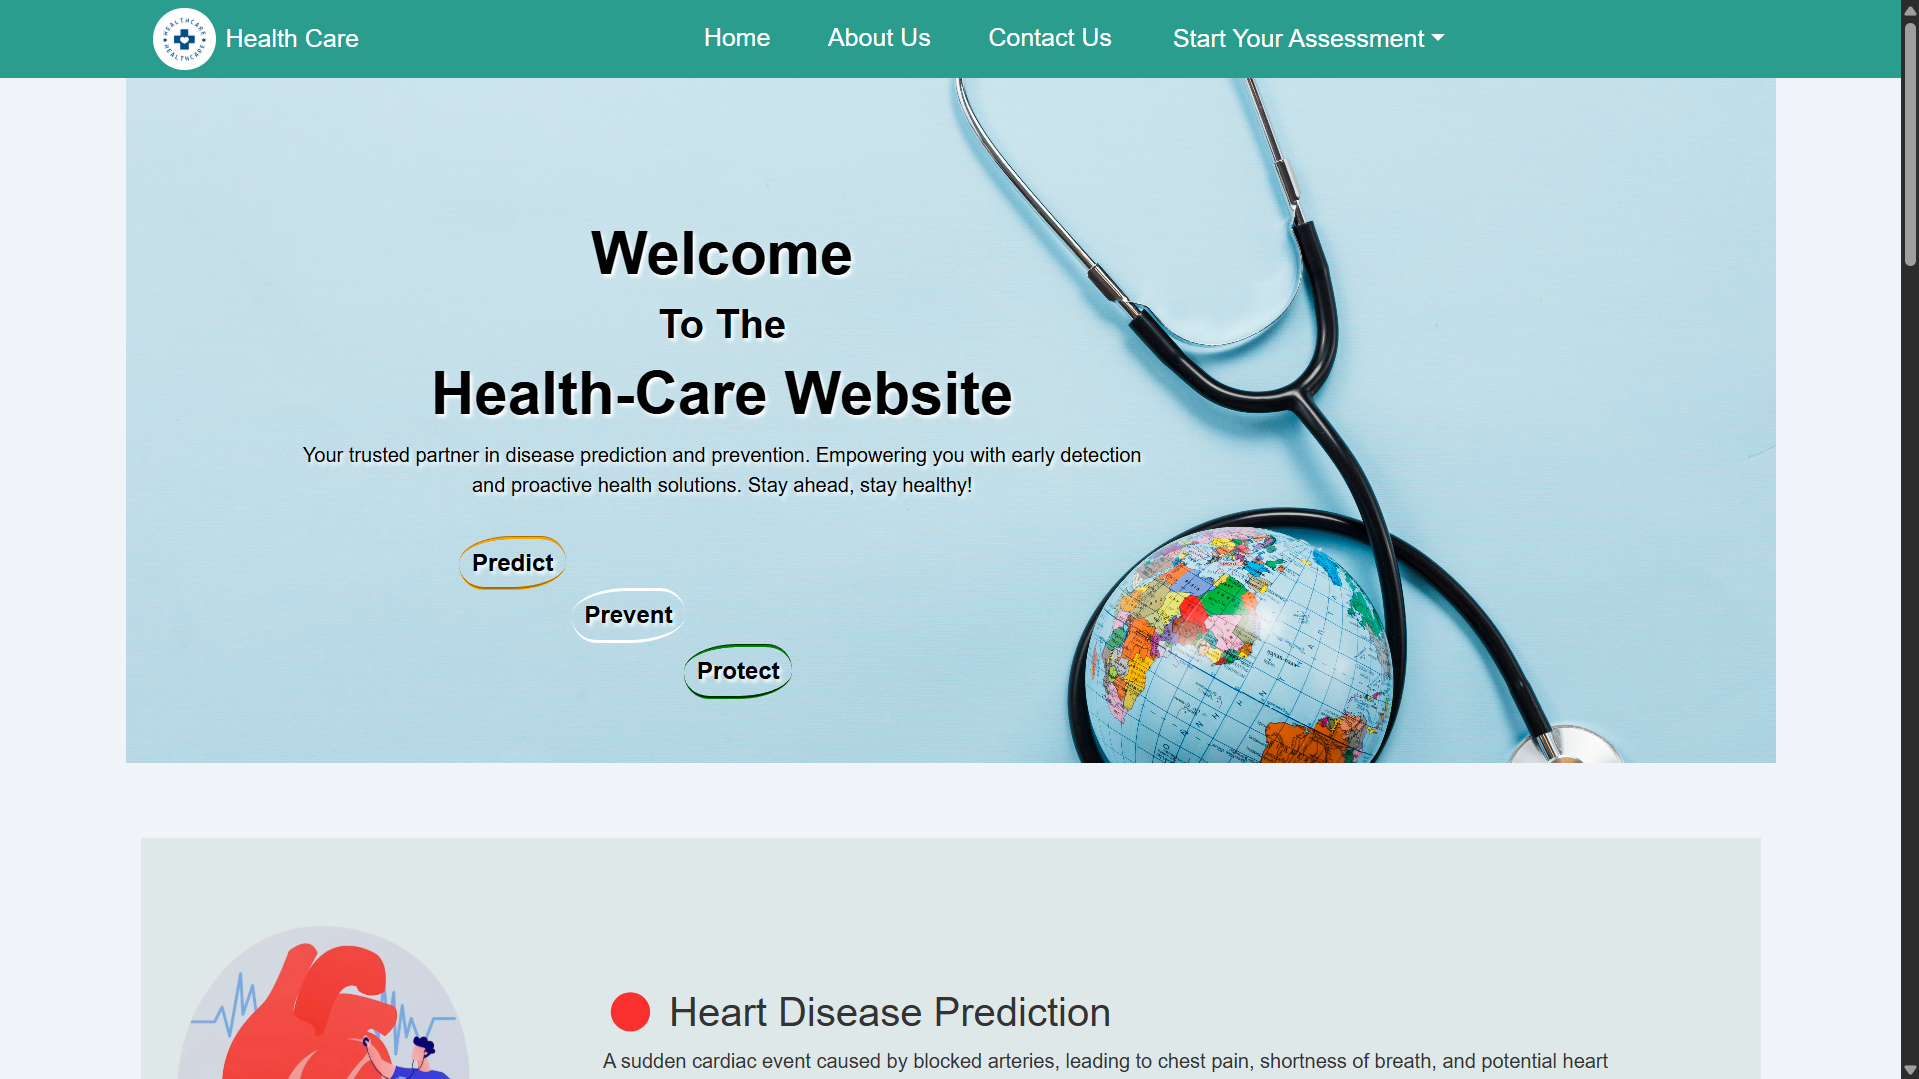 HEALTHCARE
HEALTHCARE
Health Care
Home
About Us
Contact Us
Start Your Assessment
Welcome
To The
Health-Care Website
Your trusted partner in disease prediction and prevention. Empowering you with early detection
and proactive health solutions. Stay ahead, stay healthy!
Predict
Prevent
Protect
Heart Disease Prediction
A sudden cardiac event caused by blocked arteries, leading to chest pain, shortness of breath, and potential heart